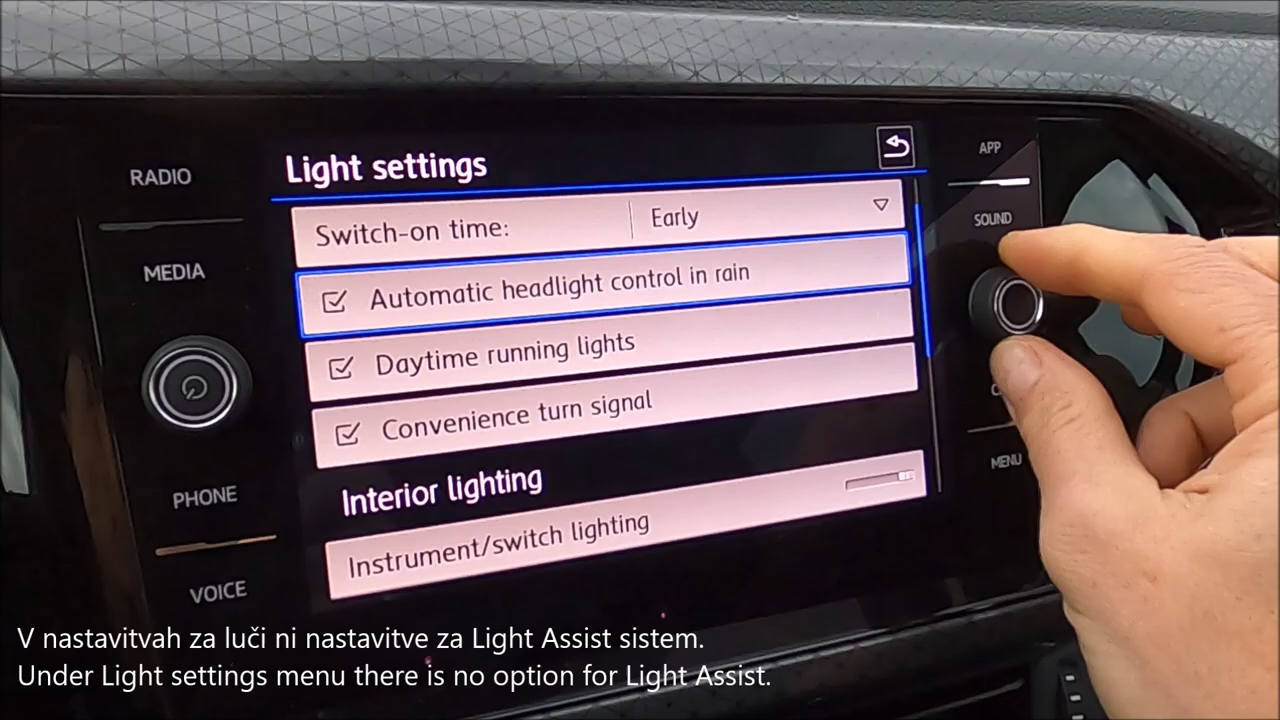 RADIO
MEDIA
PHONE
VOICE
Light settings
Switch-on time: Early
Automatic headlight control in rain
Daytime running lights
Convenience turn signal
Interior lighting
Instrument/switch lighting
APP
SOUND
MENU
V nastavitvah za luči ni nastavitve za Light Assist sistem.
Under Light settings menu there is no option for Light Assist.